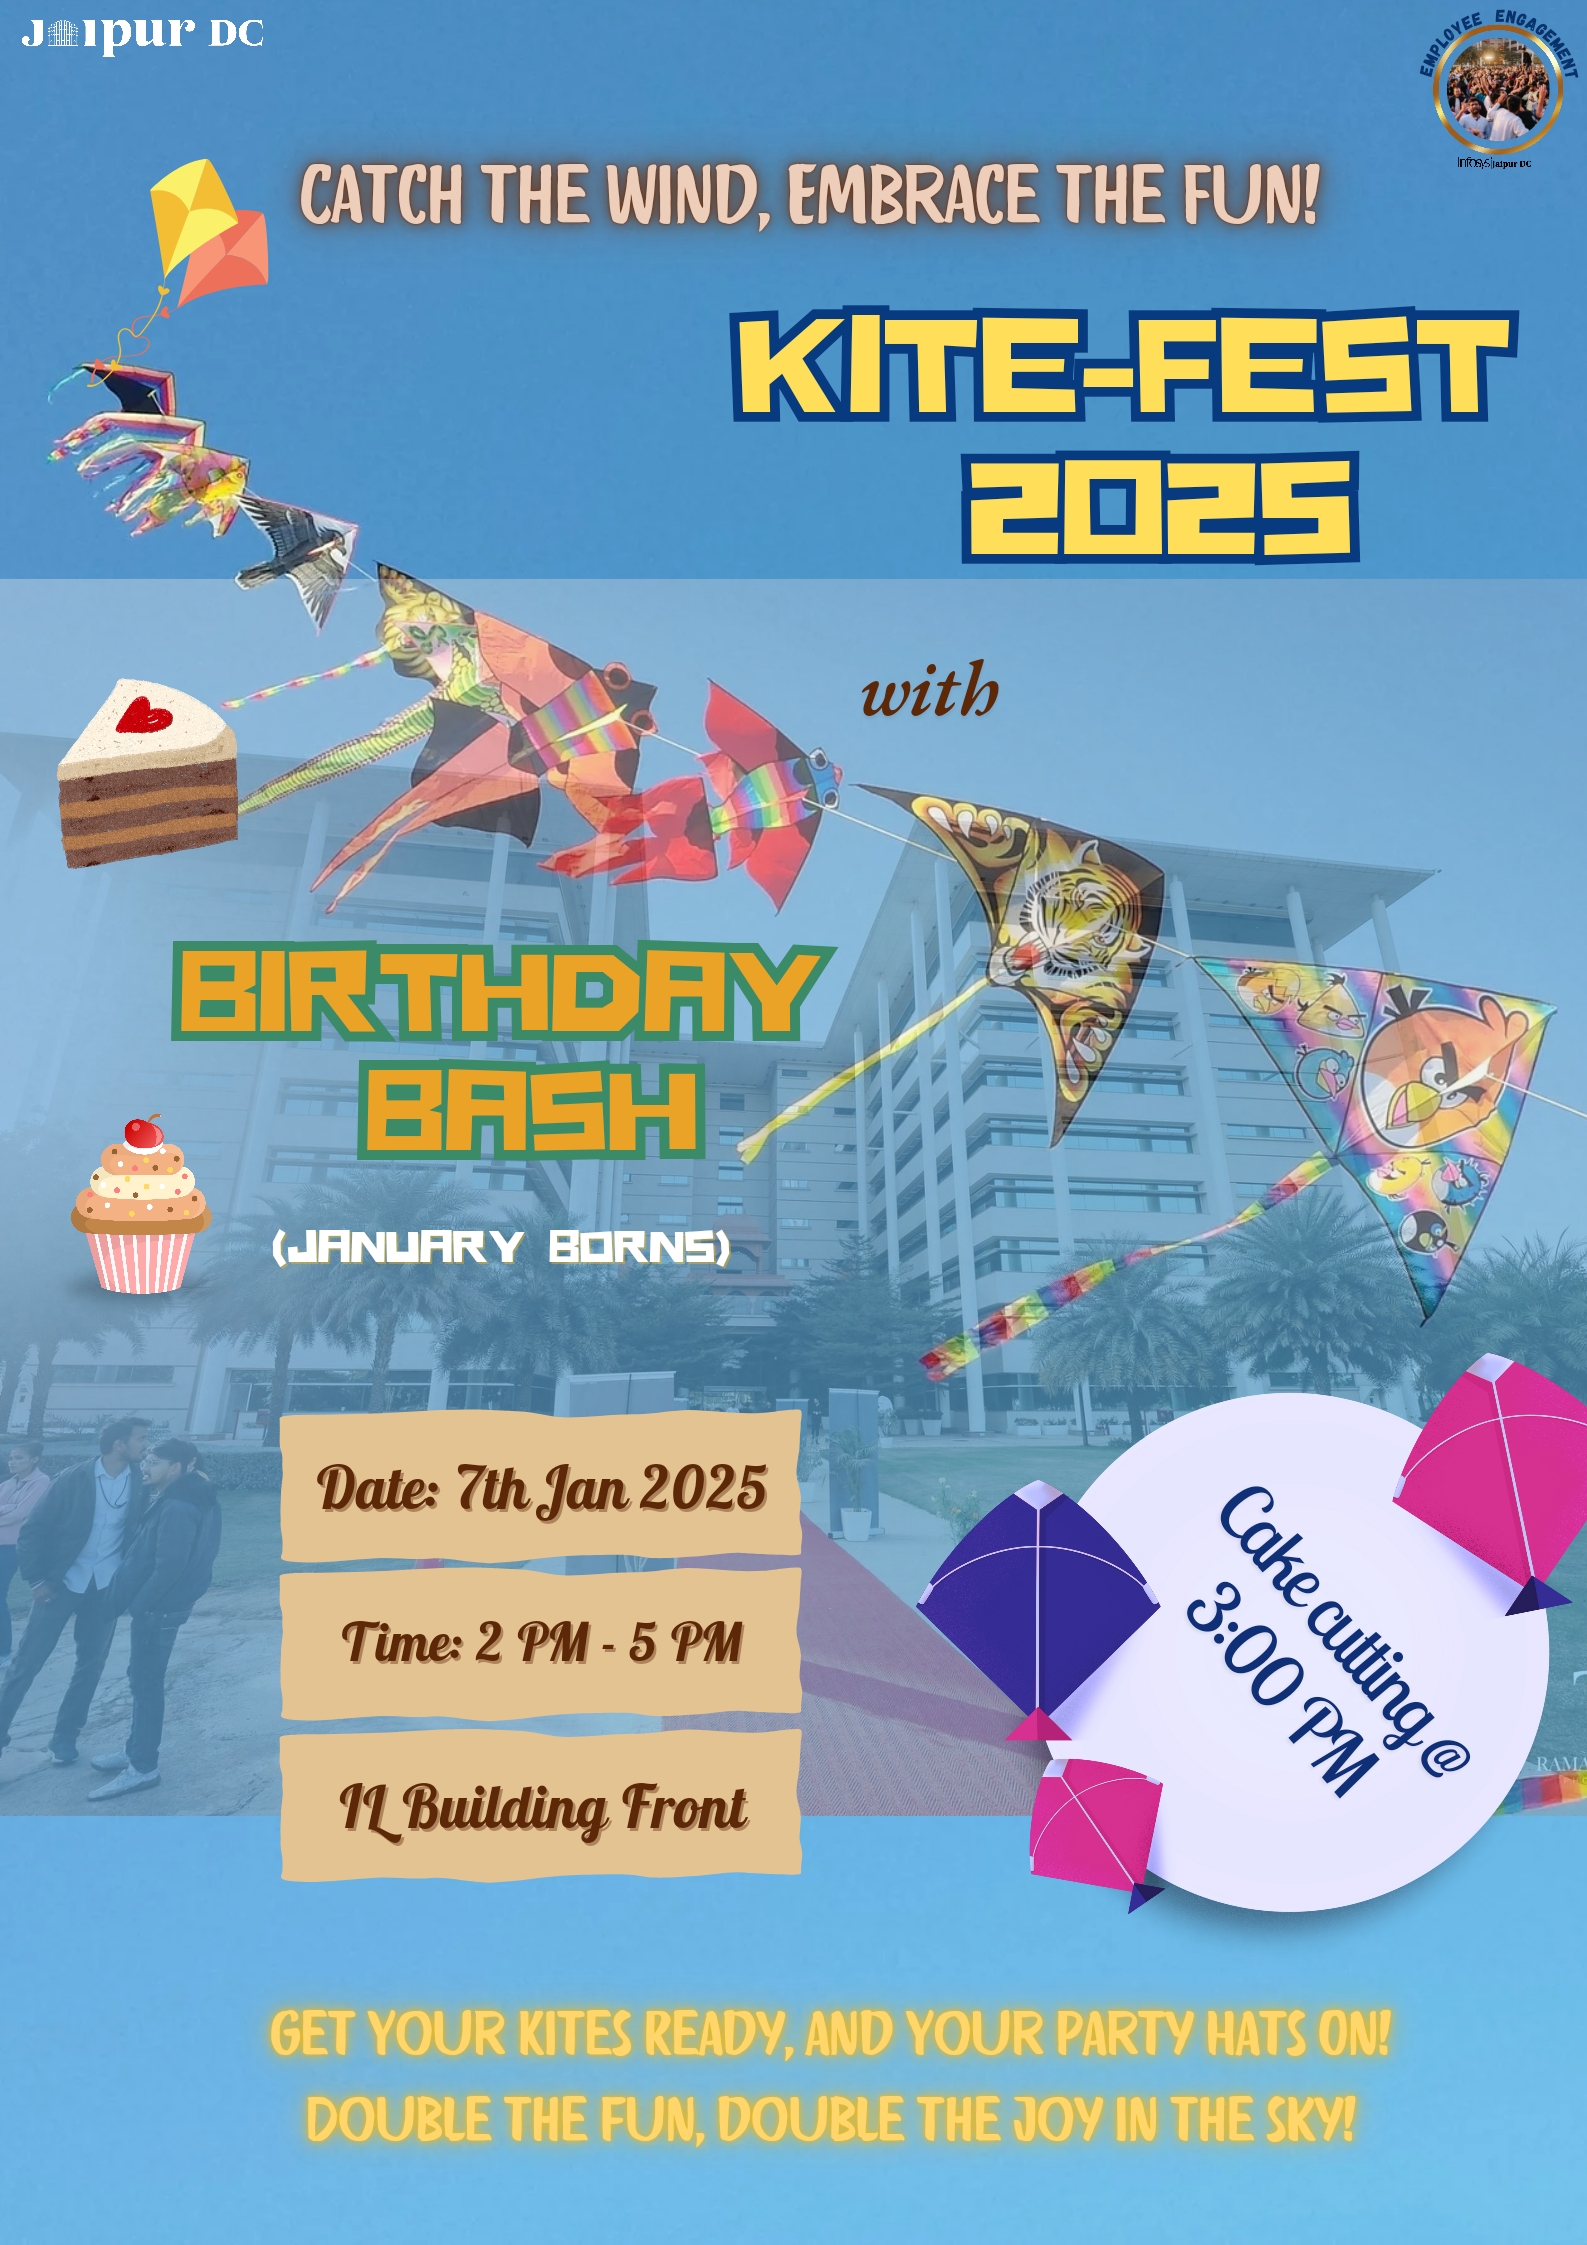 Jaipur DC
EMPLOYEE ENGAGEMENT
Infosys | Jaipur DC
CATCH THE WIND, EMBRACE THE FUN!
KITE-FEST
2025
with
BIRTHDAY
BASH
(JANUARY BORNS)
Date: 7th Jan 2025
Time: 2 PM - 5 PM
IL Building Front
Cake cutting @
3:00 PM
RAMA
GET YOUR KITES READY, AND YOUR PARTY HATS ON!
DOUBLE THE FUN, DOUBLE THE JOY IN THE SKY!